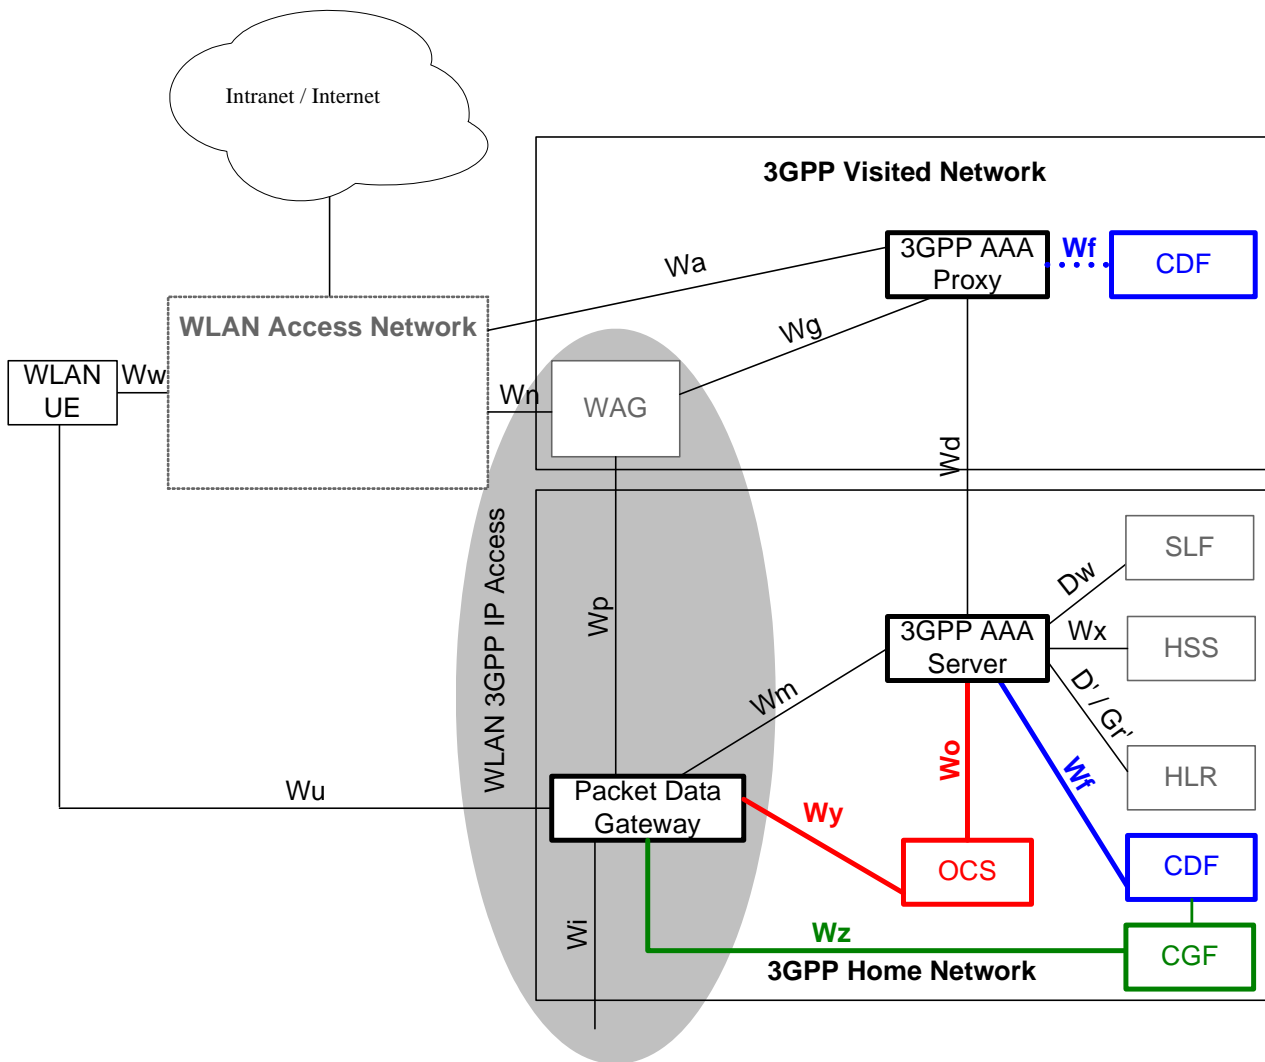 Intranet / Internet
3GPP Visited Network
3GPP AAA
Proxy
Wf
CDF
Wa
WLAN Access Network
Wg
WLAN
UE
Ww
Wn
WAG
Wd
SLF
Dw
WLAN 3GPP IP Access
Wp
3GPP AAA
Server
Wx
HSS
Wm
D' / Gr'
Wo
Wf
HLR
Wu
Packet Data
Gateway
Wy
OCS
CDF
Wi
Wz
CGF
3GPP Home Network